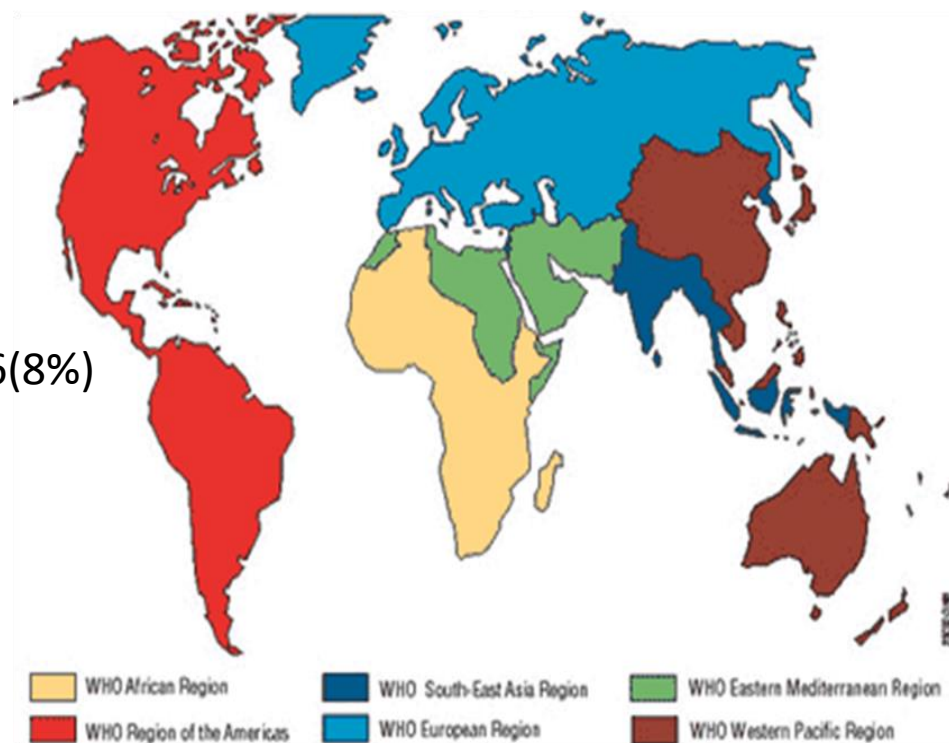 6(8%)
WHO African Region
WHO South-East Asia Region
WHO Eastern Mediterranean Region
WHO Region of the Americas
WHO European Region
WHO Western Pacific Region